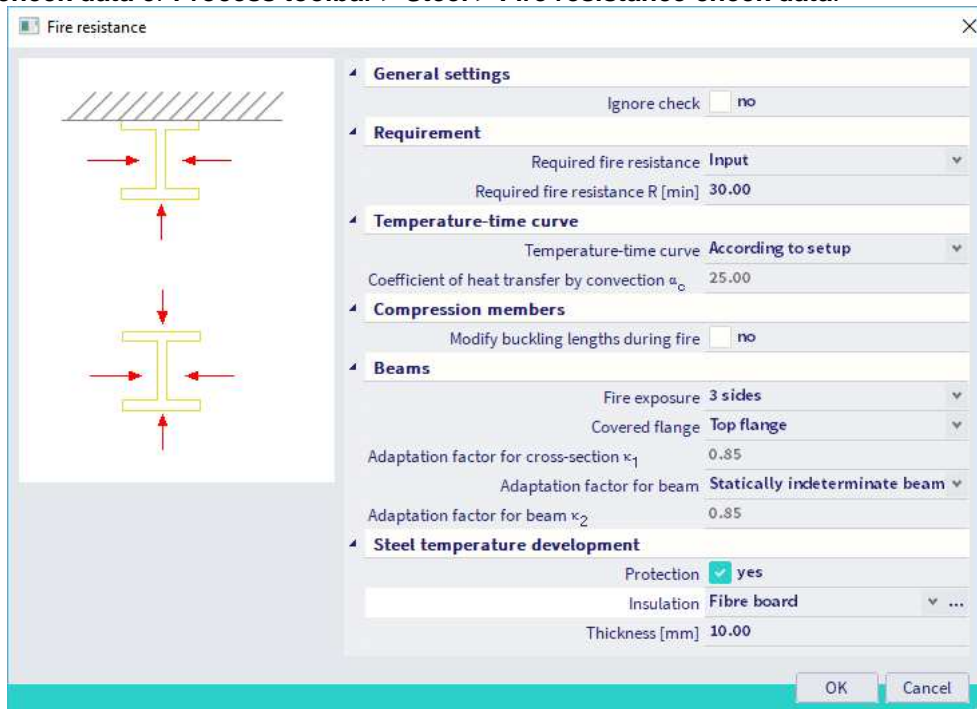 Fire resistance
General settings
Ignore check no
Requirement
Required fire resistance Input
Required fire resistance R [min] 30.00
Temperature-time curve
Temperature-time curve According to setup
Coefficient of heat transfer by convection αc 25.00
Compression members
Modify buckling lengths during fire no
Beams
Fire exposure 3 sides
Covered flange Top flange
Adaptation factor for cross-section κ1 0.85
Adaptation factor for beam Statically indeterminate beam
Adaptation factor for beam κ2 0.85
Steel temperature development
Protection yes
Insulation Fibre board ...
Thickness [mm] 10.00
OK Cancel